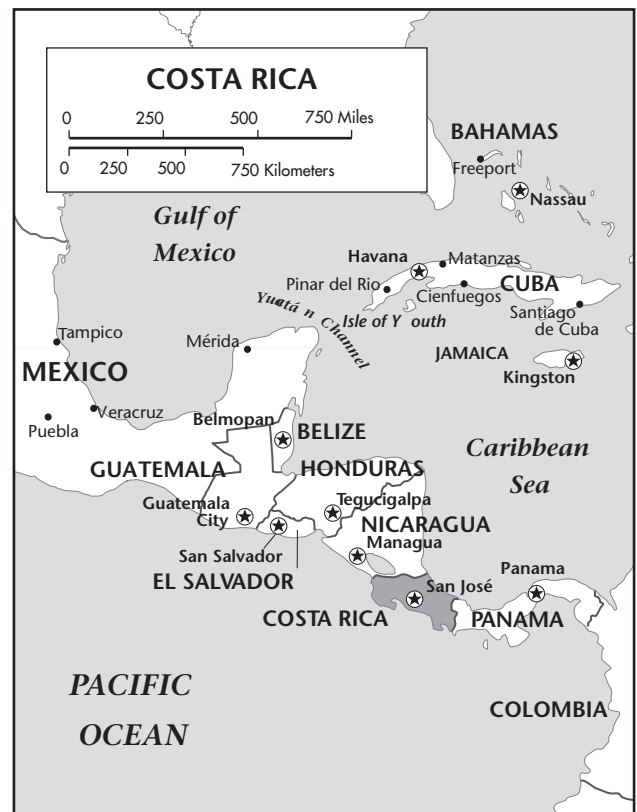 COSTA RICA
0 250 500 750 Miles
0 250 500 750 Kilometers
BAHAMAS
Freeport
Nassau
Gulf of
Mexico
Havana
Matanzas
Pinar del Rio
CUBA
Cienfuegos
Yucatá n Channel
Isle of Y outh
Santiago
de Cuba
Tampico
Mérida
JAMAICA
MEXICO
Kingston
Veracruz
Belmopan
Puebla
BELIZE
Caribbean
Sea
GUATEMALA
HONDURAS
Guatemala
City
Tegucigalpa
NICARAGUA
Managua
San Salvador
EL SALVADOR
Panama
San José
COSTA RICA
PANAMA
PACIFIC
OCEAN
COLOMBIA